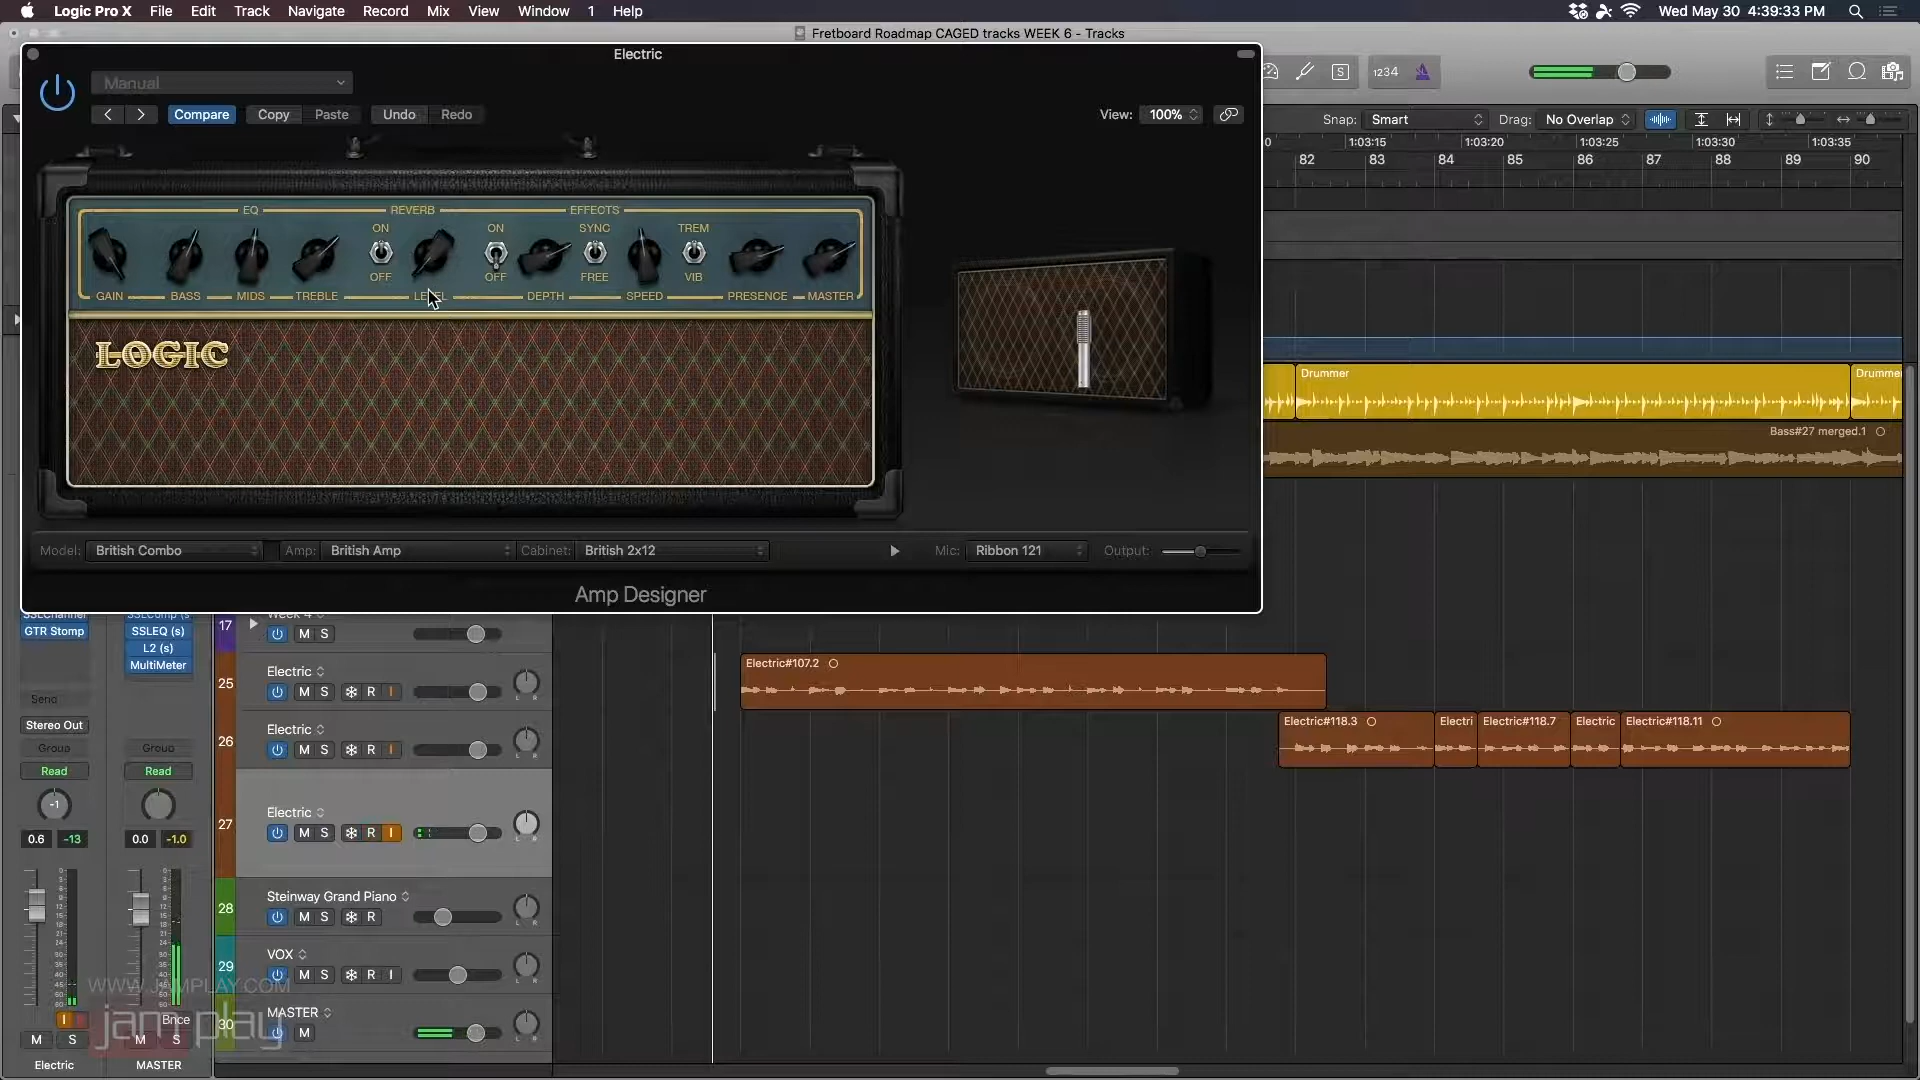 Logic Pro X File Edit Track Navigate Record Mix View Window 1 Help
Wed May 30 4:39:33 PM
Fretboard Roadmap CAGED tracks WEEK 6 - Tracks
Electric
Manual
Compare Copy Paste Undo Redo
View: 100%
S 1234
Snap: Smart Drag: No Overlap
1:03:15 1:03:20 1:03:25 1:03:30 1:03:35
82 83 84 85 86 87 88 89 90
EQ REVERB EFFECTS
ON ON SYNC TREM
OFF OFF FREE VIB
GAIN BASS MIDS TREBLE LEVEL DEPTH SPEED PRESENCE MASTER
LOGIC
Model: British Combo Amp: British Amp Cabinet: British 2x12 Mic: Ribbon 121 Output:
Amp Designer
Drummer
Bass#27 merged.1
GTR Stomp
SSLEQ (s)
L2 (s)
MultiMeter
Send
Stereo Out
Group Group
Read Read
-1
0.6 -13 0.0 -1.0
I Bnce
M S M S
Electric MASTER
17
M S
25 Electric
M S R I
26 Electric
M S R I
27 Electric
M S R I
28 Steinway Grand Piano
M S R
29 VOX
M S R I
30 MASTER
M
Electric#107.2
Electric#118.3 Electri Electric#118.7 Electric Electric#118.11
WWW.JAMPLAY.COM
jamplay